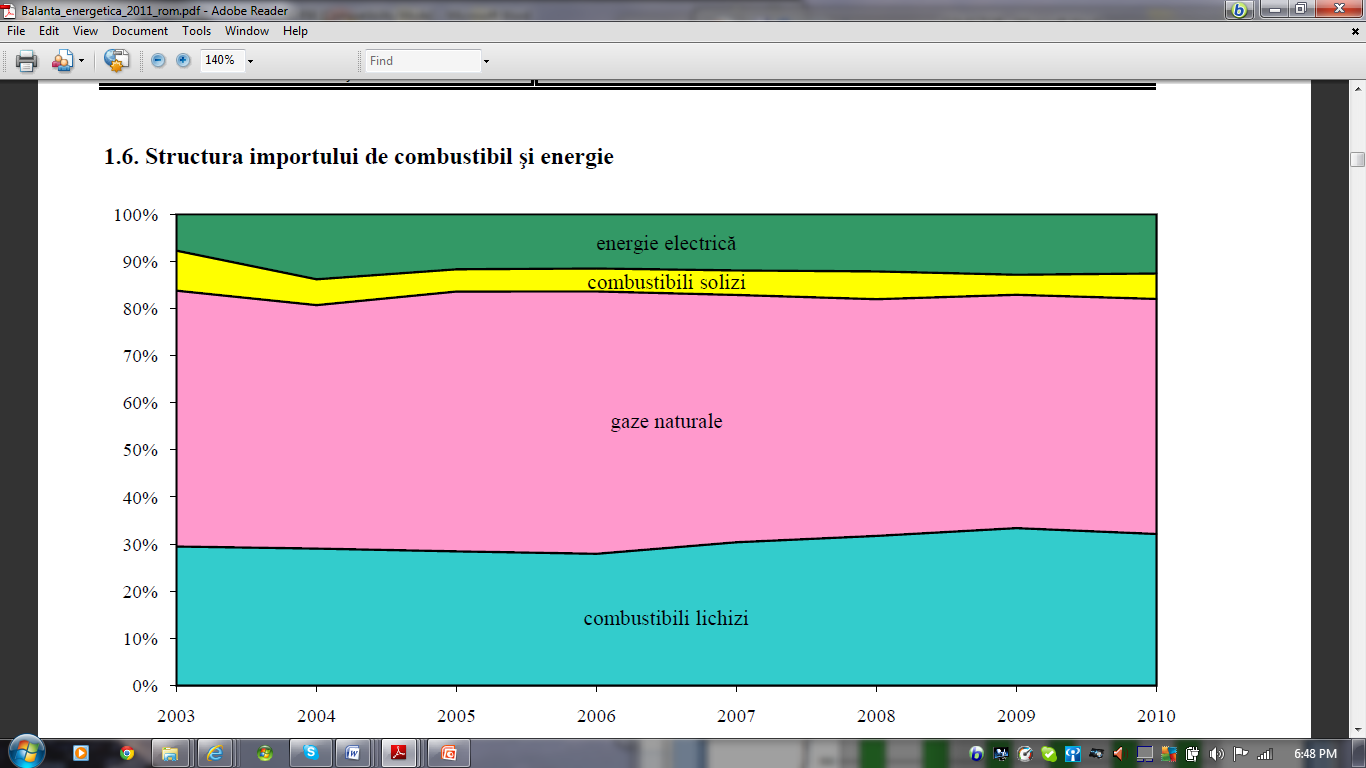 Balanta_energetica_2011_rom.pdf - Adobe Reader
File Edit View Document Tools Window Help
140% Find
1.6. Structura importului de combustibil şi energie
100%
90%
80%
70%
60%
50%
40%
30%
20%
10%
0%
energie electrică
combustibili solizi
gaze naturale
combustibili lichizi
2003 2004 2005 2006 2007 2008 2009 2010
6:48 PM